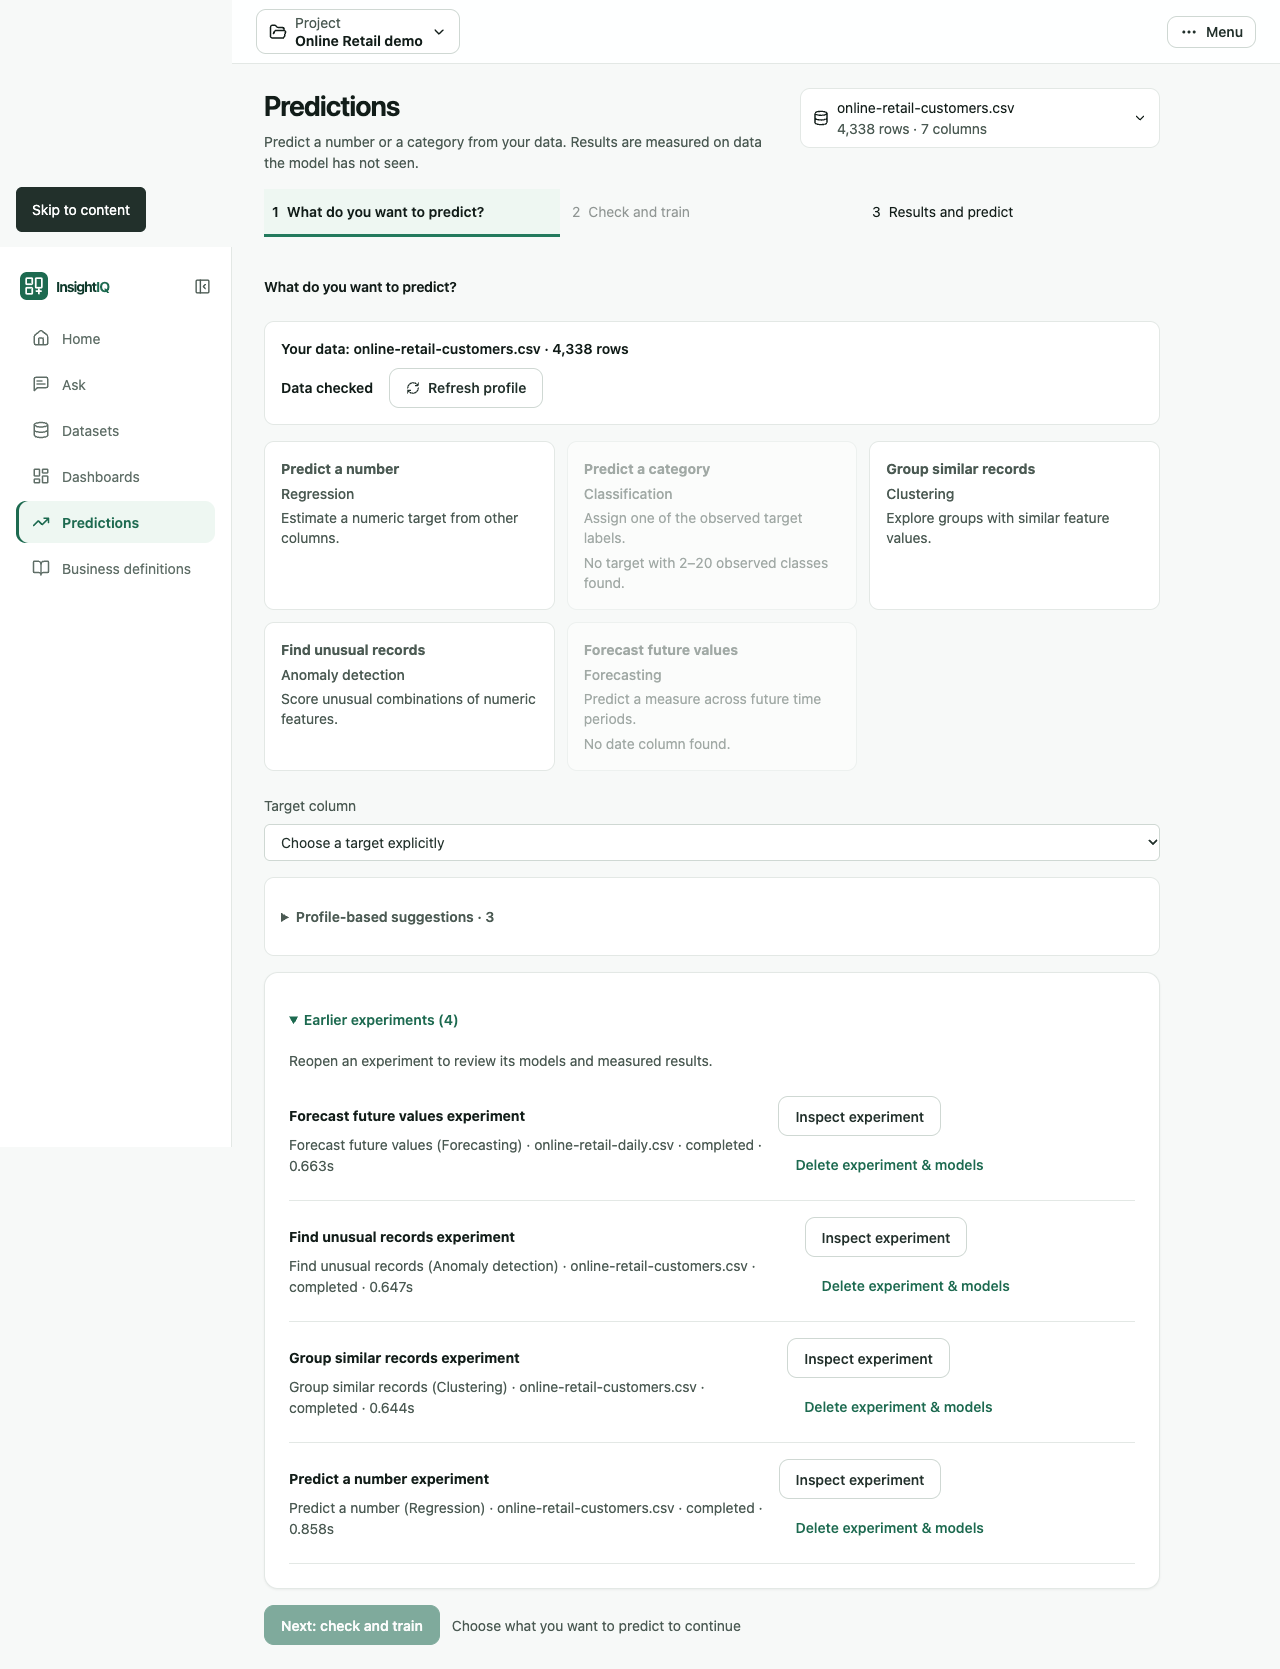 Project
Online Retail demo
Menu
Predictions
Predict a number or a category from your data. Results are measured on data
the model has not seen.
online-retail-customers.csv
4,338 rows · 7 columns
Skip to content
1 What do you want to predict?
2 Check and train
3 Results and predict
InsightIQ
Home
Ask
Datasets
Dashboards
Predictions
Business definitions
What do you want to predict?
Your data: online-retail-customers.csv · 4,338 rows
Data checked
Refresh profile
Predict a number
Regression
Estimate a numeric target from other
columns.
Predict a category
Classification
Assign one of the observed target
labels.
No target with 2–20 observed classes
found.
Group similar records
Clustering
Explore groups with similar feature
values.
Find unusual records
Anomaly detection
Score unusual combinations of numeric
features.
Forecast future values
Forecasting
Predict a measure across future time
periods.
No date column found.
Target column
Choose a target explicitly
Profile-based suggestions · 3
Earlier experiments (4)
Reopen an experiment to review its models and measured results.
Forecast future values experiment
Forecast future values (Forecasting) · online-retail-daily.csv · completed ·
0.663s
Inspect experiment
Delete experiment & models
Find unusual records experiment
Find unusual records (Anomaly detection) · online-retail-customers.csv ·
completed · 0.647s
Inspect experiment
Delete experiment & models
Group similar records experiment
Group similar records (Clustering) · online-retail-customers.csv ·
completed · 0.644s
Inspect experiment
Delete experiment & models
Predict a number experiment
Predict a number (Regression) · online-retail-customers.csv · completed ·
0.858s
Inspect experiment
Delete experiment & models
Next: check and train
Choose what you want to predict to continue